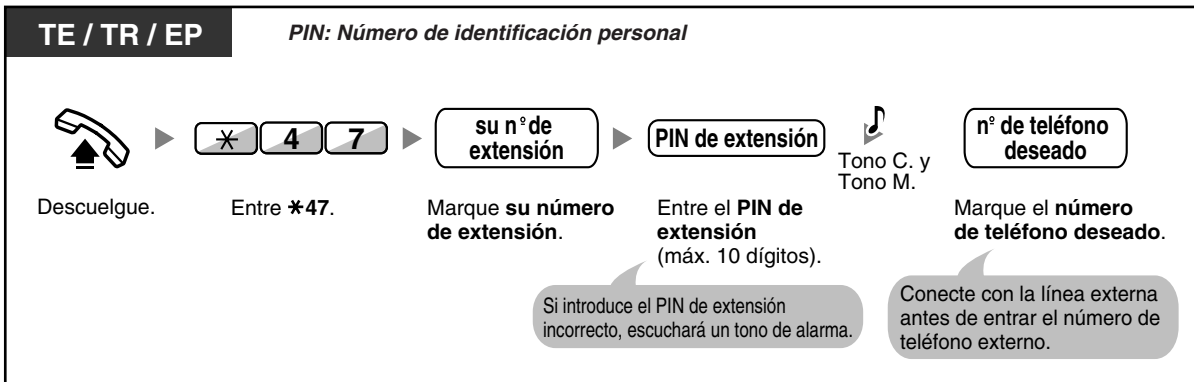 TE / TR / EP
PIN: Número de identificación personal
✳ 4 7
su nº de
extensión
PIN de extensión
Tono C. y
Tono M.
nº de teléfono
deseado
Descuelgue.
Entre ✳47.
Marque su número
de extensión.
Entre el PIN de
extensión
(máx. 10 dígitos).
Marque el número
de teléfono deseado.
Si introduce el PIN de extensión
incorrecto, escuchará un tono de alarma.
Conecte con la línea externa
antes de entrar el número de
teléfono externo.